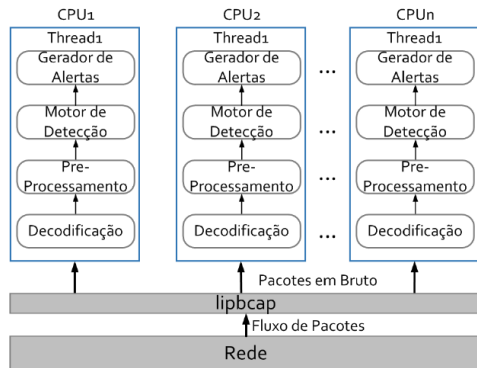 CPU1
CPU2
CPUn
Thread1
Gerador de
Alertas
Motor de
Detecção
Pre-
Processamento
Decodificação
Thread1
Gerador de
Alertas
Motor de
Detecção
Pre-
Processamento
Decodificação
...
...
...
...
Thread1
Gerador de
Alertas
Motor de
Detecção
Pre-
Processamento
Decodificação
Pacotes em Bruto
lipbcap
Fluxo de Pacotes
Rede